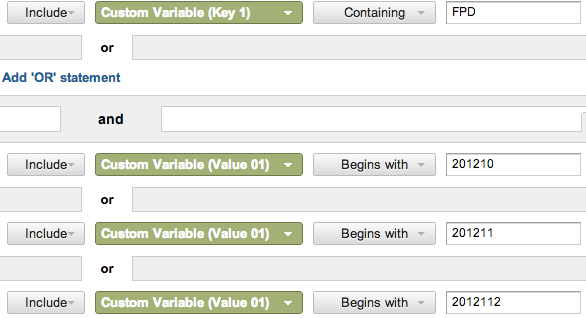 Include Custom Variable (Key 1) Containing FPD
or
Add 'OR' statement
and
Include Custom Variable (Value 01) Begins with 201210
or
Include Custom Variable (Value 01) Begins with 201211
or
Include Custom Variable (Value 01) Begins with 2012112